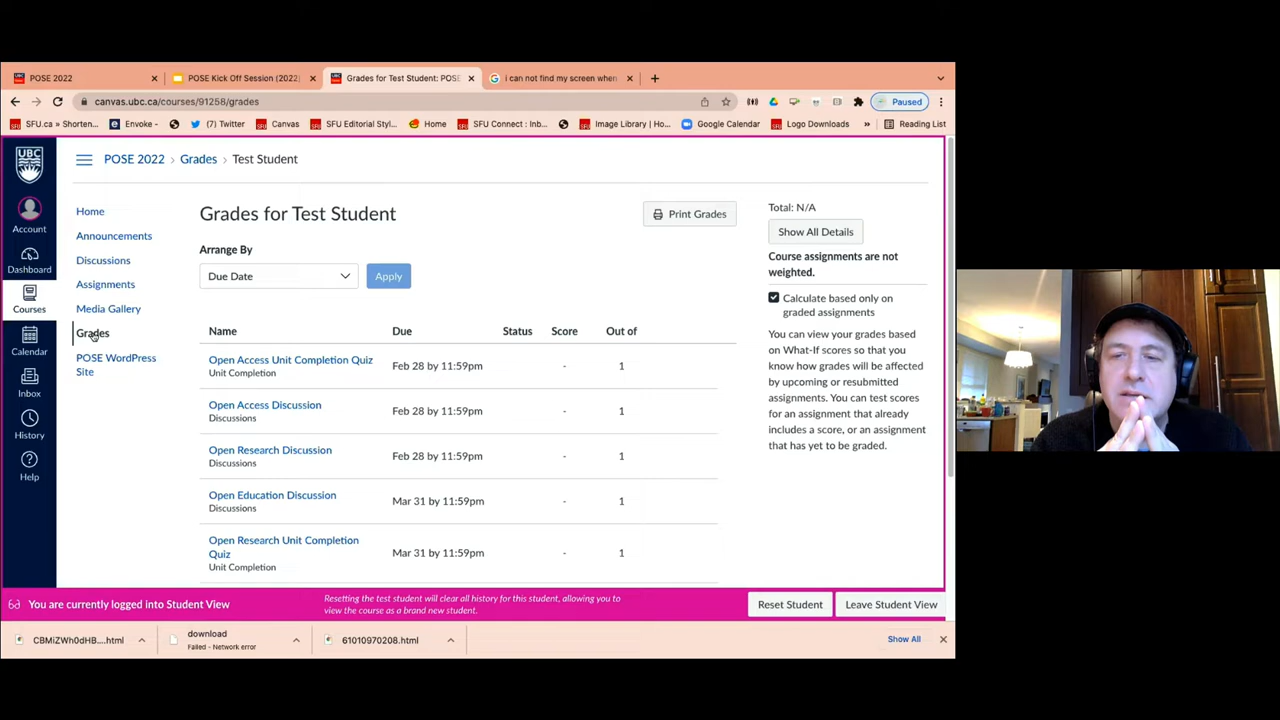 POSE 2022
POSE Kick Off Session (2022)
Grades for Test Student: POSE
i can not find my screen when
canvas.ubc.ca/courses/91258/grades
Paused
SFU.ca » Shorten...
Envoke -
(7) Twitter
Canvas
SFU Editorial Styl...
Home
SFU Connect : Inb...
Image Library | Ho...
Google Calendar
Logo Downloads
»
Reading List
UBC
Account
Dashboard
Courses
Calendar
Inbox
History
Help
POSE 2022 > Grades > Test Student
Home
Announcements
Discussions
Assignments
Media Gallery
Grades
POSE WordPress
Site
Grades for Test Student
Print Grades
Arrange By
Due Date
Apply
Name Due Status Score Out of
Open Access Unit Completion Quiz
Unit Completion
Feb 28 by 11:59pm - 1
Open Access Discussion
Discussions
Feb 28 by 11:59pm - 1
Open Research Discussion
Discussions
Feb 28 by 11:59pm - 1
Open Education Discussion
Discussions
Mar 31 by 11:59pm - 1
Open Research Unit Completion
Quiz
Unit Completion
Mar 31 by 11:59pm - 1
Total: N/A
Show All Details
Course assignments are not
weighted.
Calculate based only on
graded assignments
You can view your grades based
on What-If scores so that you
know how grades will be affected
by upcoming or resubmitted
assignments. You can test scores
for an assignment that already
includes a score, or an assignment
that has yet to be graded.
You are currently logged into Student View
Resetting the test student will clear all history for this student, allowing you to
view the course as a brand new student.
Reset Student
Leave Student View
CBMiZWh0dHB....html
download
Failed - Network error
61010970208.html
Show All